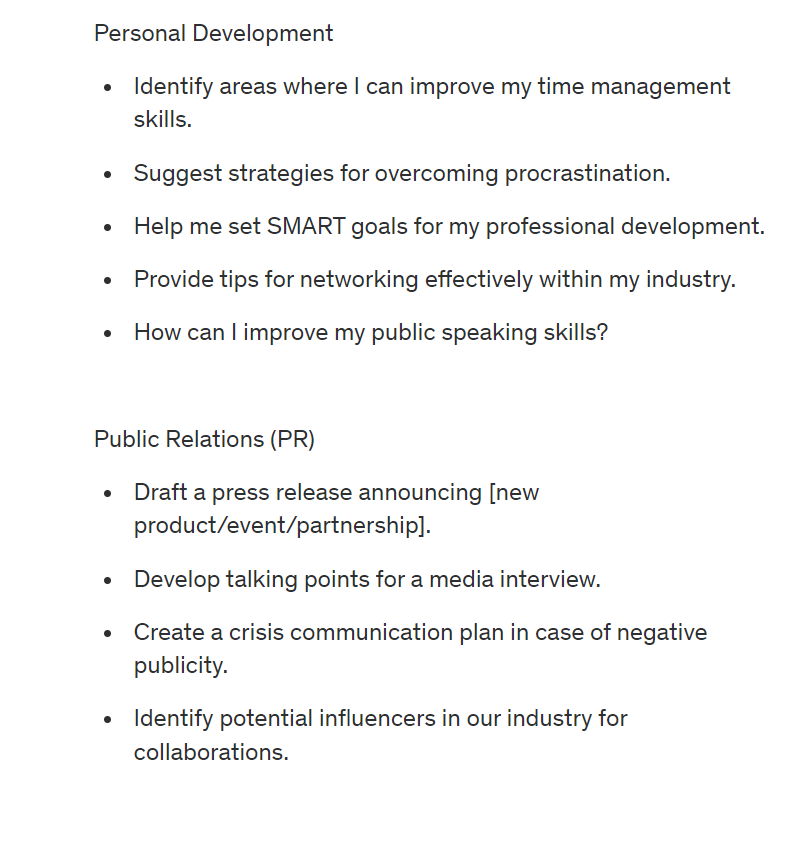 Personal Development
• Identify areas where I can improve my time management
skills.
• Suggest strategies for overcoming procrastination.
• Help me set SMART goals for my professional development.
• Provide tips for networking effectively within my industry.
• How can I improve my public speaking skills?
Public Relations (PR)
• Draft a press release announcing [new
product/event/partnership].
• Develop talking points for a media interview.
• Create a crisis communication plan in case of negative
publicity.
• Identify potential influencers in our industry for
collaborations.